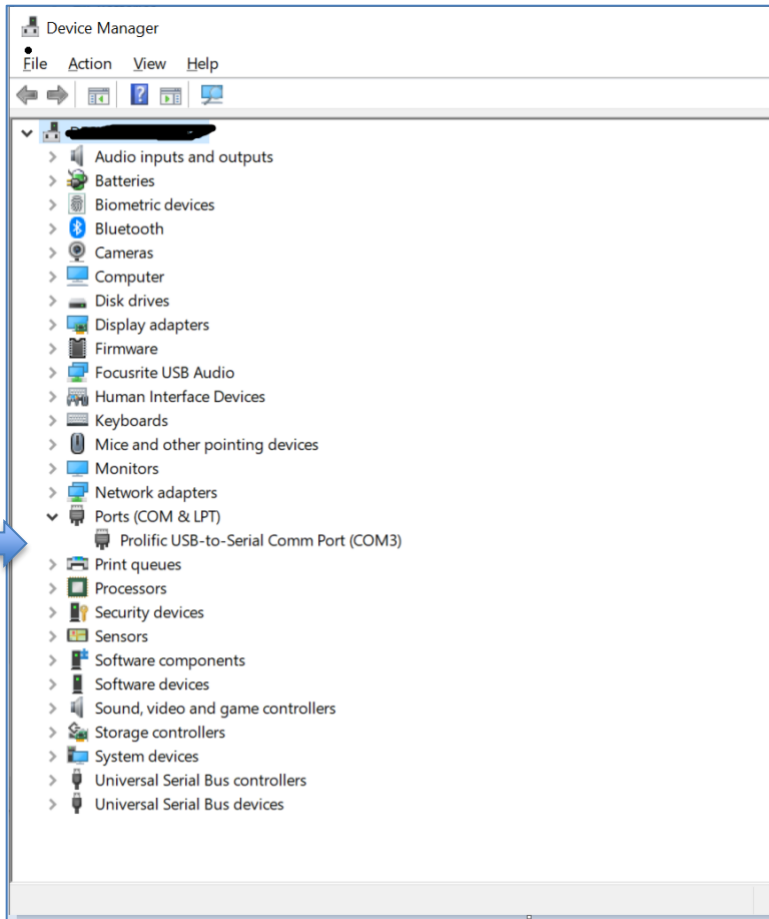 Device Manager
File Action View Help
Audio inputs and outputs
Batteries
Biometric devices
Bluetooth
Cameras
Computer
Disk drives
Display adapters
Firmware
Focusrite USB Audio
Human Interface Devices
Keyboards
Mice and other pointing devices
Monitors
Network adapters
Ports (COM & LPT)
Prolific USB-to-Serial Comm Port (COM3)
Print queues
Processors
Security devices
Sensors
Software components
Software devices
Sound, video and game controllers
Storage controllers
System devices
Universal Serial Bus controllers
Universal Serial Bus devices